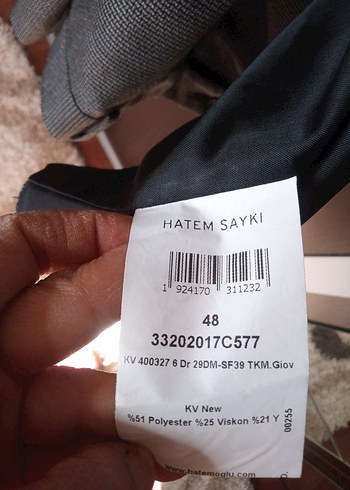 HATEM SAYKI
1 924170 311232
48
33202017C577
KV 400327 6 Dr 29DM-SF39 TKM.Giov
KV New
%51 Polyester %25 Viskon %21 Y
00255
www.hatemoglu.com